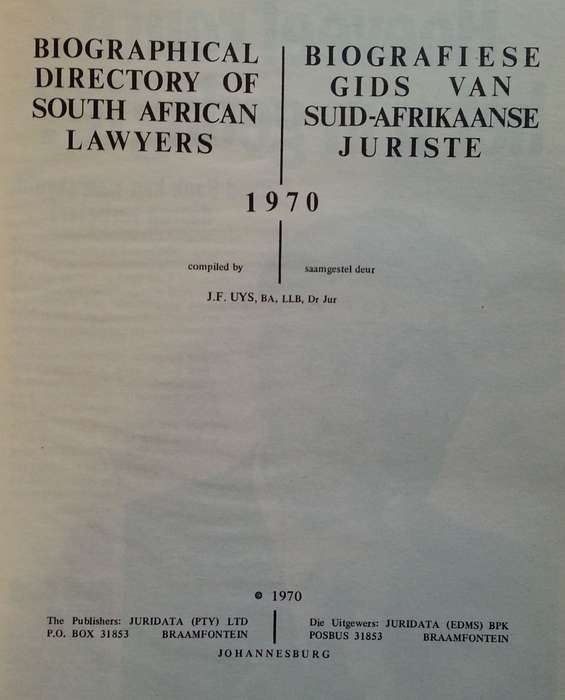 BIOGRAPHICAL
DIRECTORY OF
SOUTH AFRICAN
LAWYERS
BIOGRAFIESE
GIDS VAN
SUID-AFRIKAANSE
JURISTE
1970
compiled by
saamgestel deur
J.F. UYS, BA, LLB, Dr Jur
© 1970
The Publishers: JURIDATA (PTY) LTD
P.O. BOX 31853 BRAAMFONTEIN
Die Uitgewers: JURIDATA (EDMS) BPK
POSBUS 31853 BRAAMFONTEIN
JOHANNESBURG